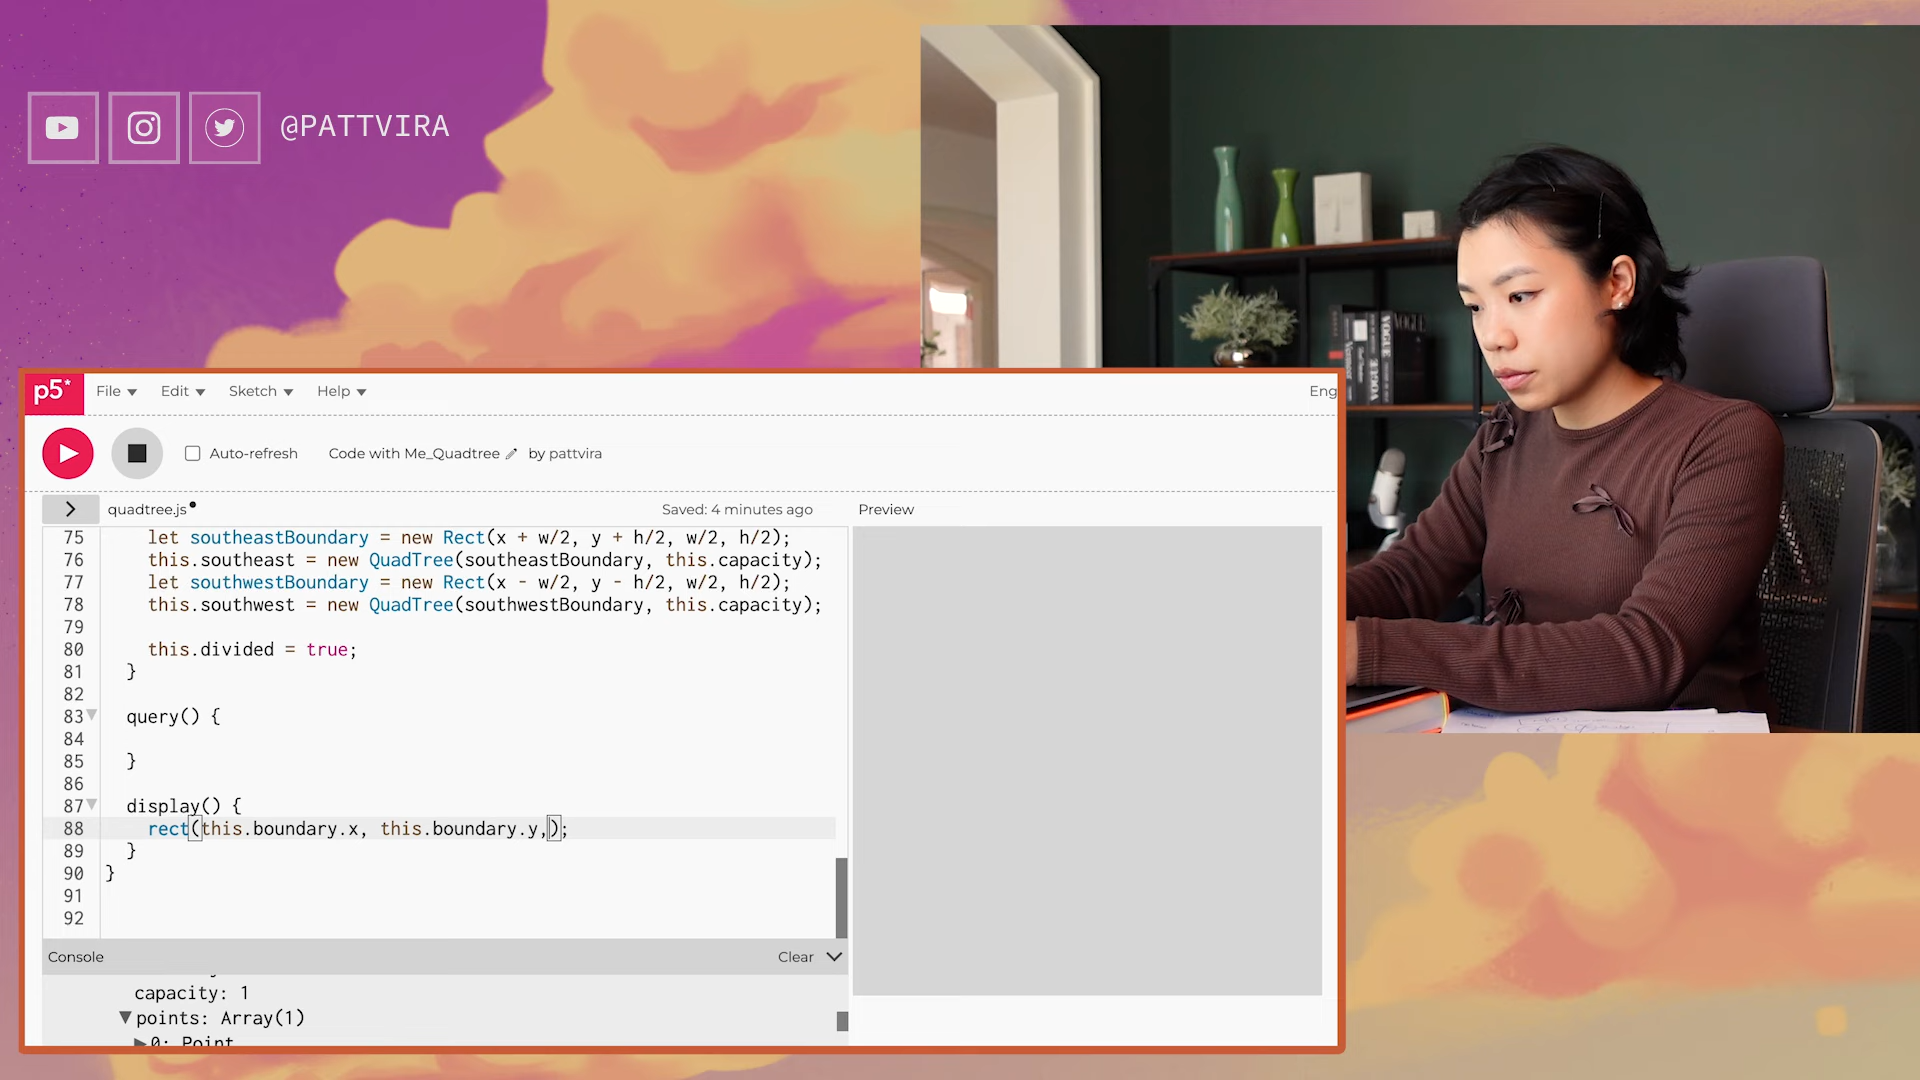 @PATTVIRA
VOGUE
VOGUE
VOGUE
p5*
File
Edit
Sketch
Help
Eng
Auto-refresh
Code with Me_Quadtree
by pattvira
quadtree.js
Saved: 4 minutes ago
Preview
75 let southeastBoundary = new Rect(x + w/2, y + h/2, w/2, h/2);
76 this.southeast = new QuadTree(southeastBoundary, this.capacity);
77 let southwestBoundary = new Rect(x - w/2, y - h/2, w/2, h/2);
78 this.southwest = new QuadTree(southwestBoundary, this.capacity);
79
80 this.divided = true;
81 }
82
83 query() {
84
85 }
86
87 display() {
88 rect(this.boundary.x, this.boundary.y,);
89 }
90 }
91
92
Console
Clear
capacity: 1
points: Array(1)
0: Point